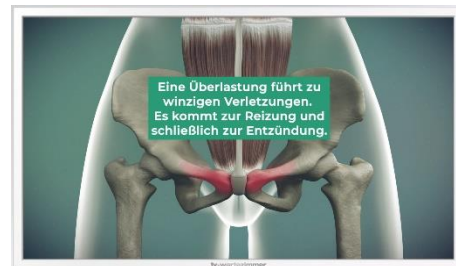 Eine Überlastung führt zu
winzigen Verletzungen.
Es kommt zur Reizung und
schließlich zur Entzündung.